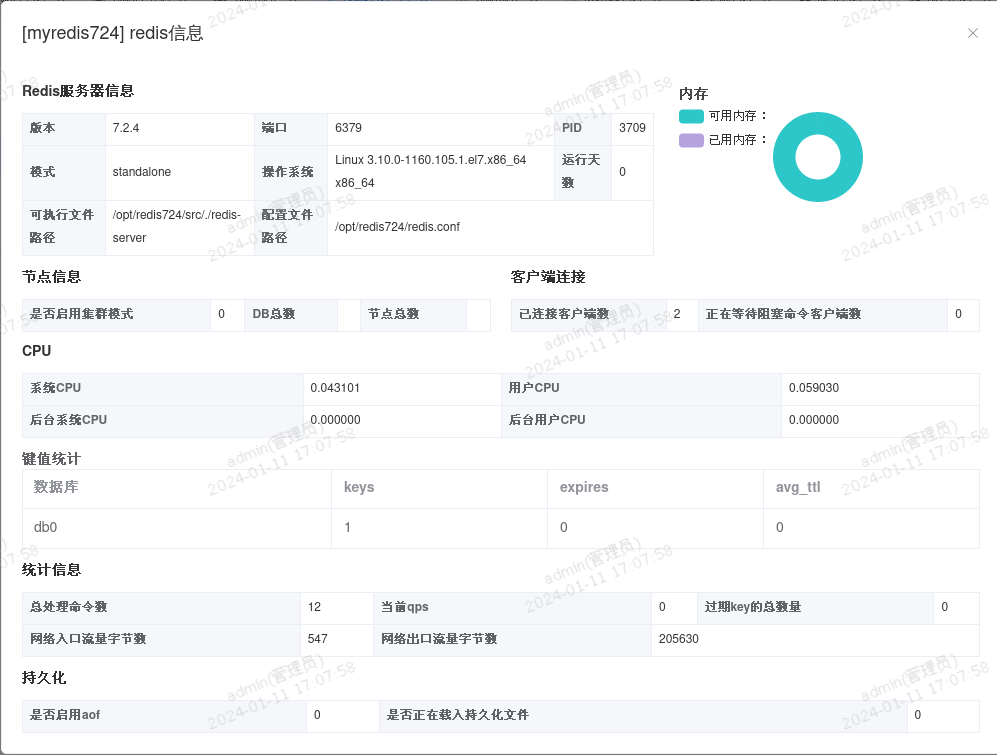 [myredis724] redis信息
Redis服务器信息
版本 7.2.4 端口 6379 PID 3709
模式 standalone 操作系统 Linux 3.10.0-1160.105.1.el7.x86_64 x86_64 运行天数 0
可执行文件路径 /opt/redis724/src/./redis-server 配置文件路径 /opt/redis724/redis.conf
内存
可用内存：
已用内存：
节点信息
是否启用集群模式 0 DB总数 节点总数
客户端连接
已连接客户端数 2 正在等待阻塞命令客户端数 0
CPU
系统CPU 0.043101 用户CPU 0.059030
后台系统CPU 0.000000 后台用户CPU 0.000000
键值统计
数据库 keys expires avg_ttl
db0 1 0 0
统计信息
总处理命令数 12 当前qps 0 过期key的总数量 0
网络入口流量字节数 547 网络出口流量字节数 205630
持久化
是否启用aof 0 是否正在载入持久化文件 0
admin(管理员)
2024-01-11 17:07:58